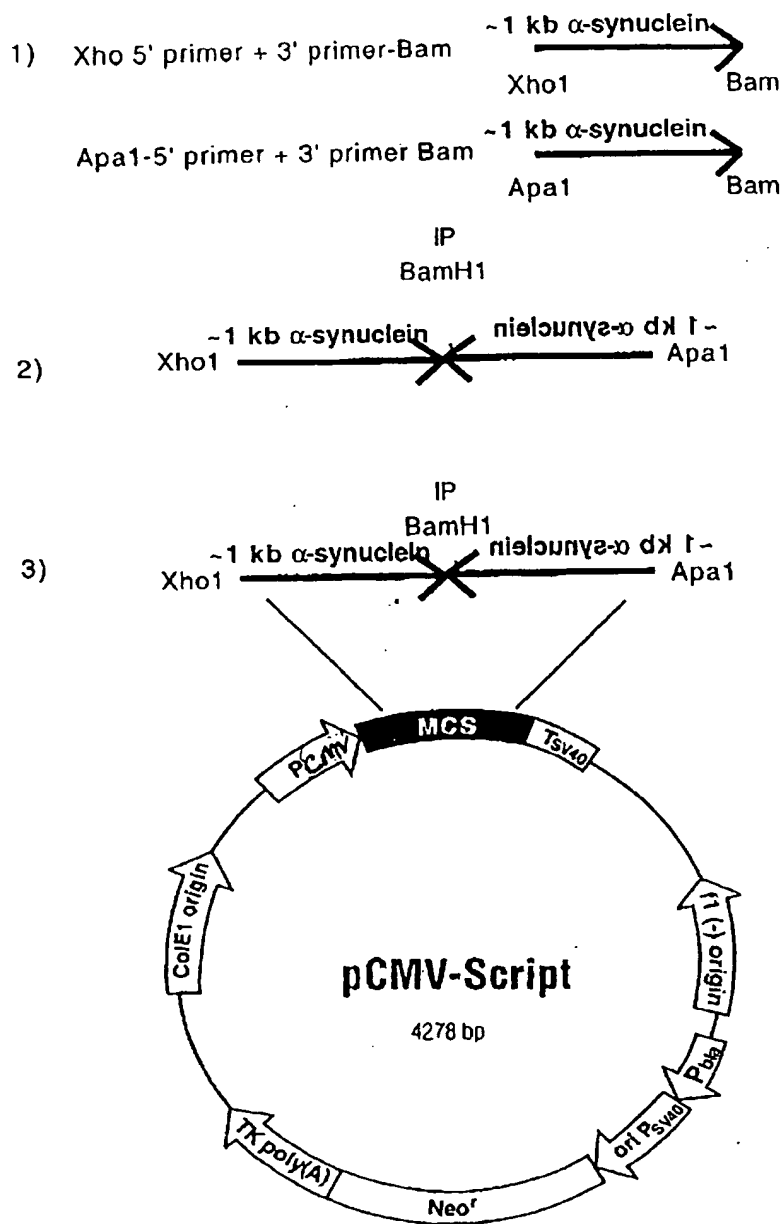 1) Xho 5' primer + 3' primer-Bam
~1 kb α-synuclein
Xho1 Bam
Apa1-5' primer + 3' primer Bam
~1 kb α-synuclein
Apa1 Bam
IP
BamH1
2)
~1 kb α-synuclein ~1 kb α-synuclein
Xho1 Apa1
IP
BamH1
3)
~1 kb α-synuclein ~1 kb α-synuclein
Xho1 Apa1
MCS
PCMV
TSV40
ColE1 origin
f1 (-) origin
pCMV-Script
4278 bp
Pbla
ori PSV40
TK poly(A)
Neoʳ